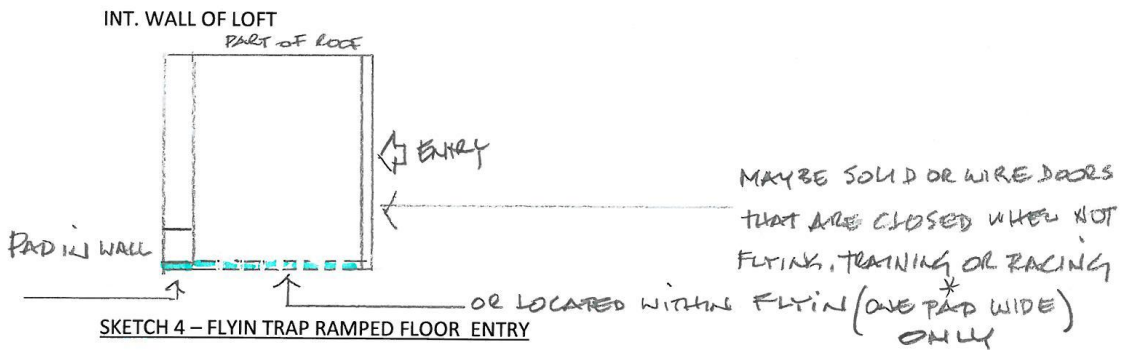 INT. WALL OF LOFT
PART OF ROOF
ENTRY
MAYBE SOLID OR WIRE DOORS
THAT ARE CLOSED WHEN NOT
FLYING, TRAINING OR RACING
PAD IN WALL
OR LOCATED WITHIN FLYIN (ONE PAD WIDE)
*
ONLY
SKETCH 4 – FLYIN TRAP RAMPED FLOOR ENTRY